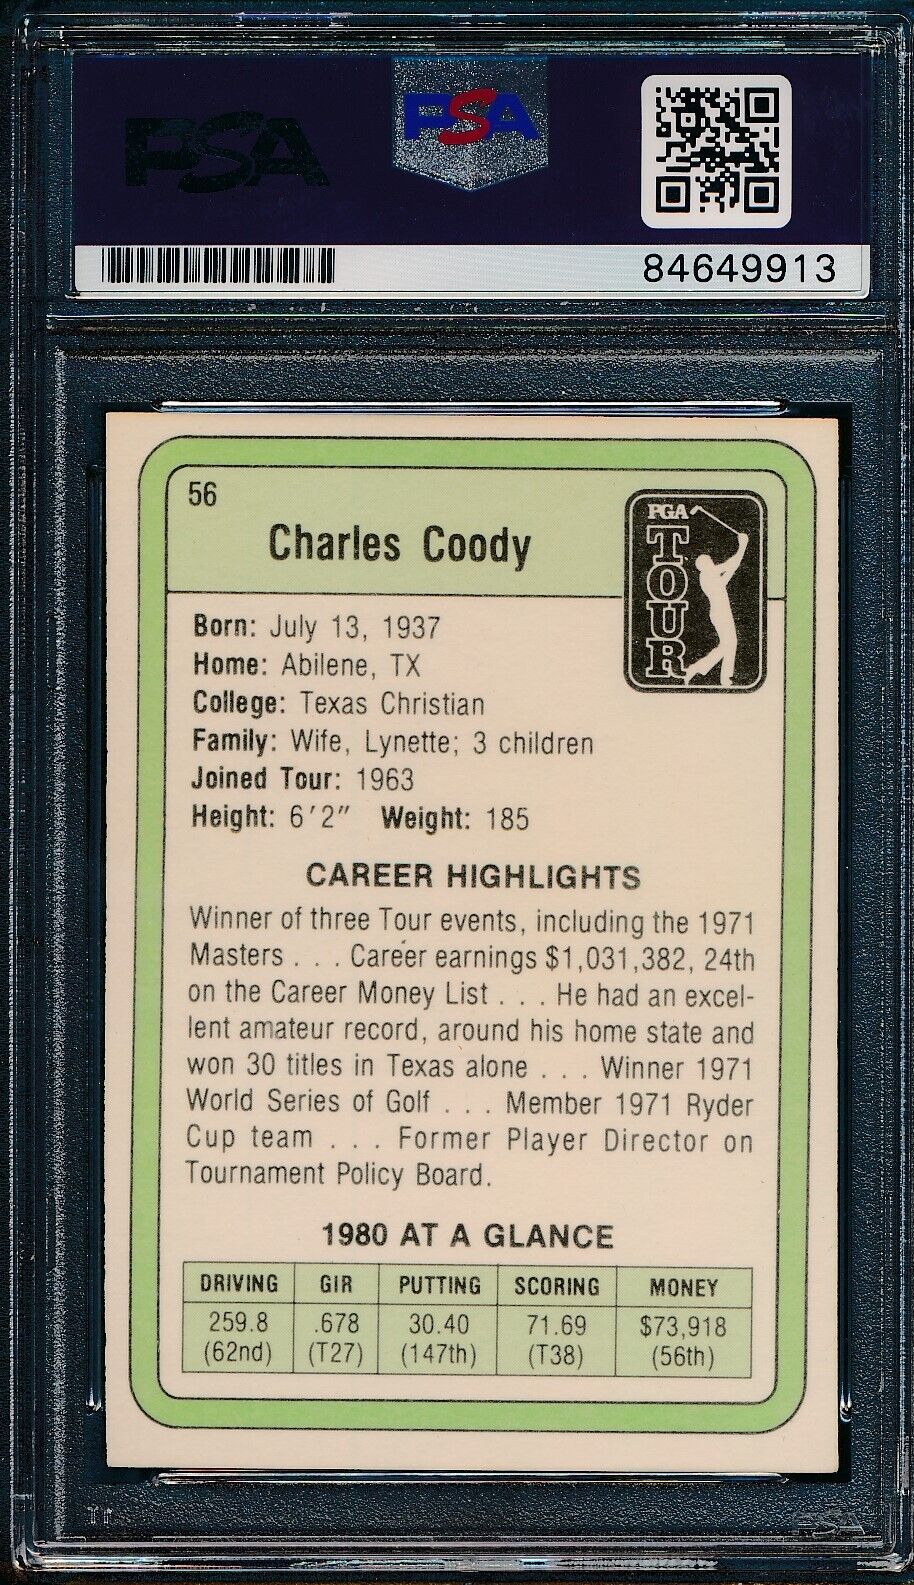 PSA
PSA
84649913
56
Charles Coody
PGA
TOUR
Born: July 13, 1937
Home: Abilene, TX
College: Texas Christian
Family: Wife, Lynette; 3 children
Joined Tour: 1963
Height: 6'2" Weight: 185
CAREER HIGHLIGHTS
Winner of three Tour events, including the 1971
Masters . . . Career earnings $1,031,382, 24th
on the Career Money List . . . He had an excel-
lent amateur record, around his home state and
won 30 titles in Texas alone . . . Winner 1971
World Series of Golf . . . Member 1971 Ryder
Cup team . . . Former Player Director on
Tournament Policy Board.
1980 AT A GLANCE
DRIVING GIR PUTTING SCORING MONEY
259.8 .678 30.40 71.69 $73,918
(62nd) (T27) (147th) (T38) (56th)
PSA